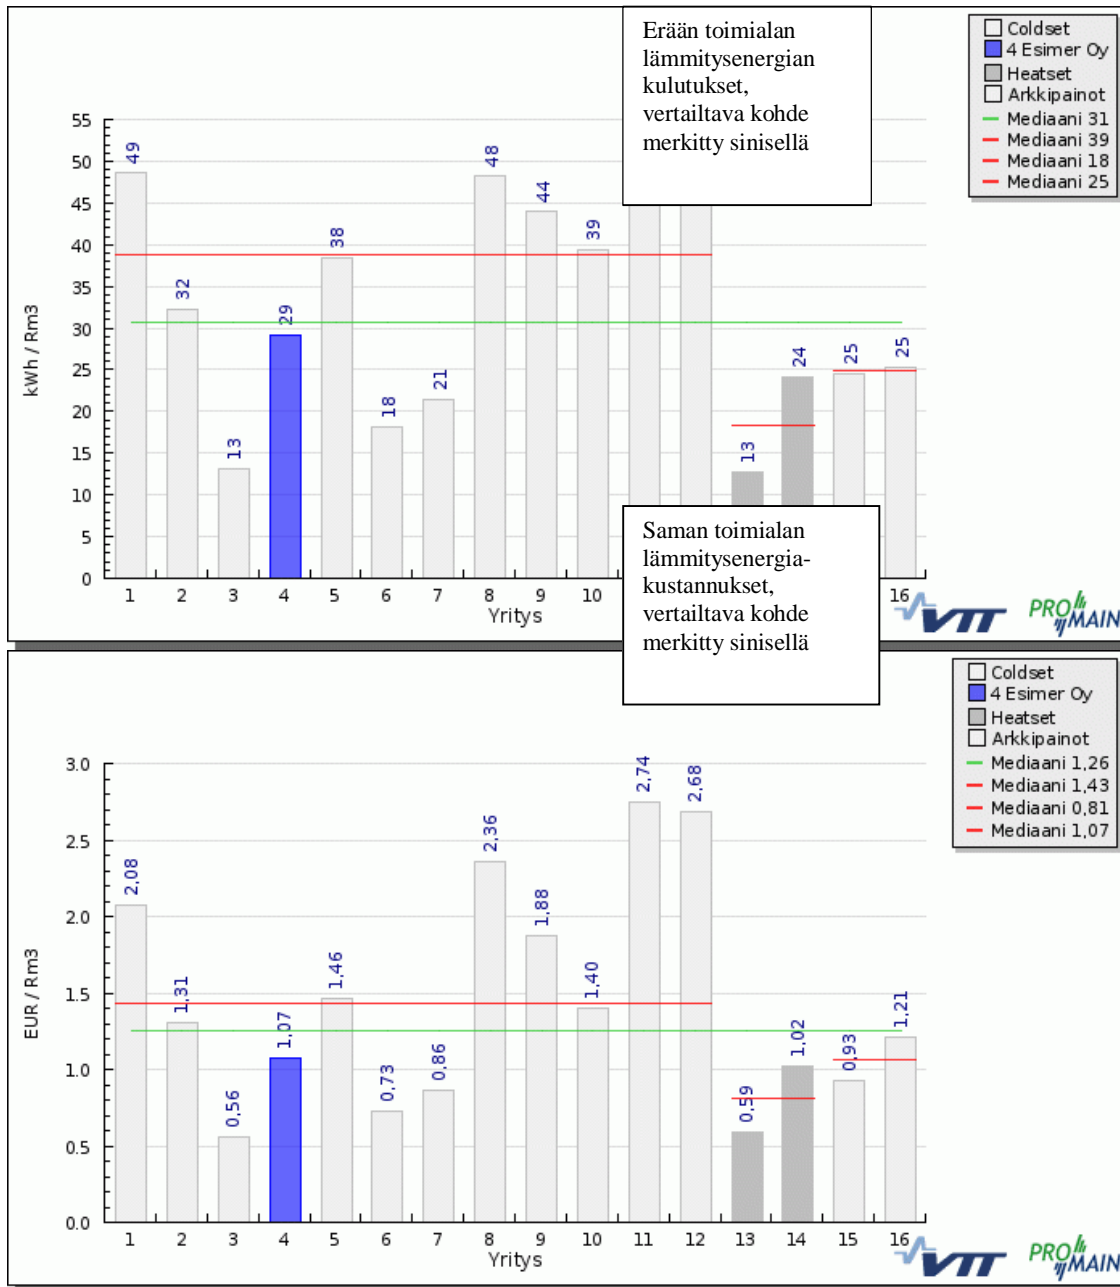 Erään toimialan
lämmitysenergian
kulutukset,
vertailtava kohde
merkitty sinisellä
Coldset
4 Esimer Oy
Heatset
Arkkipainot
Mediaani 31
Mediaani 39
Mediaani 18
Mediaani 25
kWh / Rm3
55
50
45
40
35
30
25
20
15
10
5
0
49
32
13
29
38
18
21
48
44
39
13
24
25
25
1 2 3 4 5 6 7 8 9 10 16
Yritys
VTT PRO MAIN
Saman toimialan
lämmitysenergia-
kustannukset,
vertailtava kohde
merkitty sinisellä
Coldset
4 Esimer Oy
Heatset
Arkkipainot
Mediaani 1,26
Mediaani 1,43
Mediaani 0,81
Mediaani 1,07
EUR / Rm3
3.0
2.5
2.0
1.5
1.0
0.5
0.0
2,08
1,31
0,56
1,07
1,46
0,73
0,86
2,36
1,88
1,40
2,74
2,68
0,59
1,02
0,93
1,21
1 2 3 4 5 6 7 8 9 10 11 12 13 14 15 16
Yritys
VTT PRO MAIN